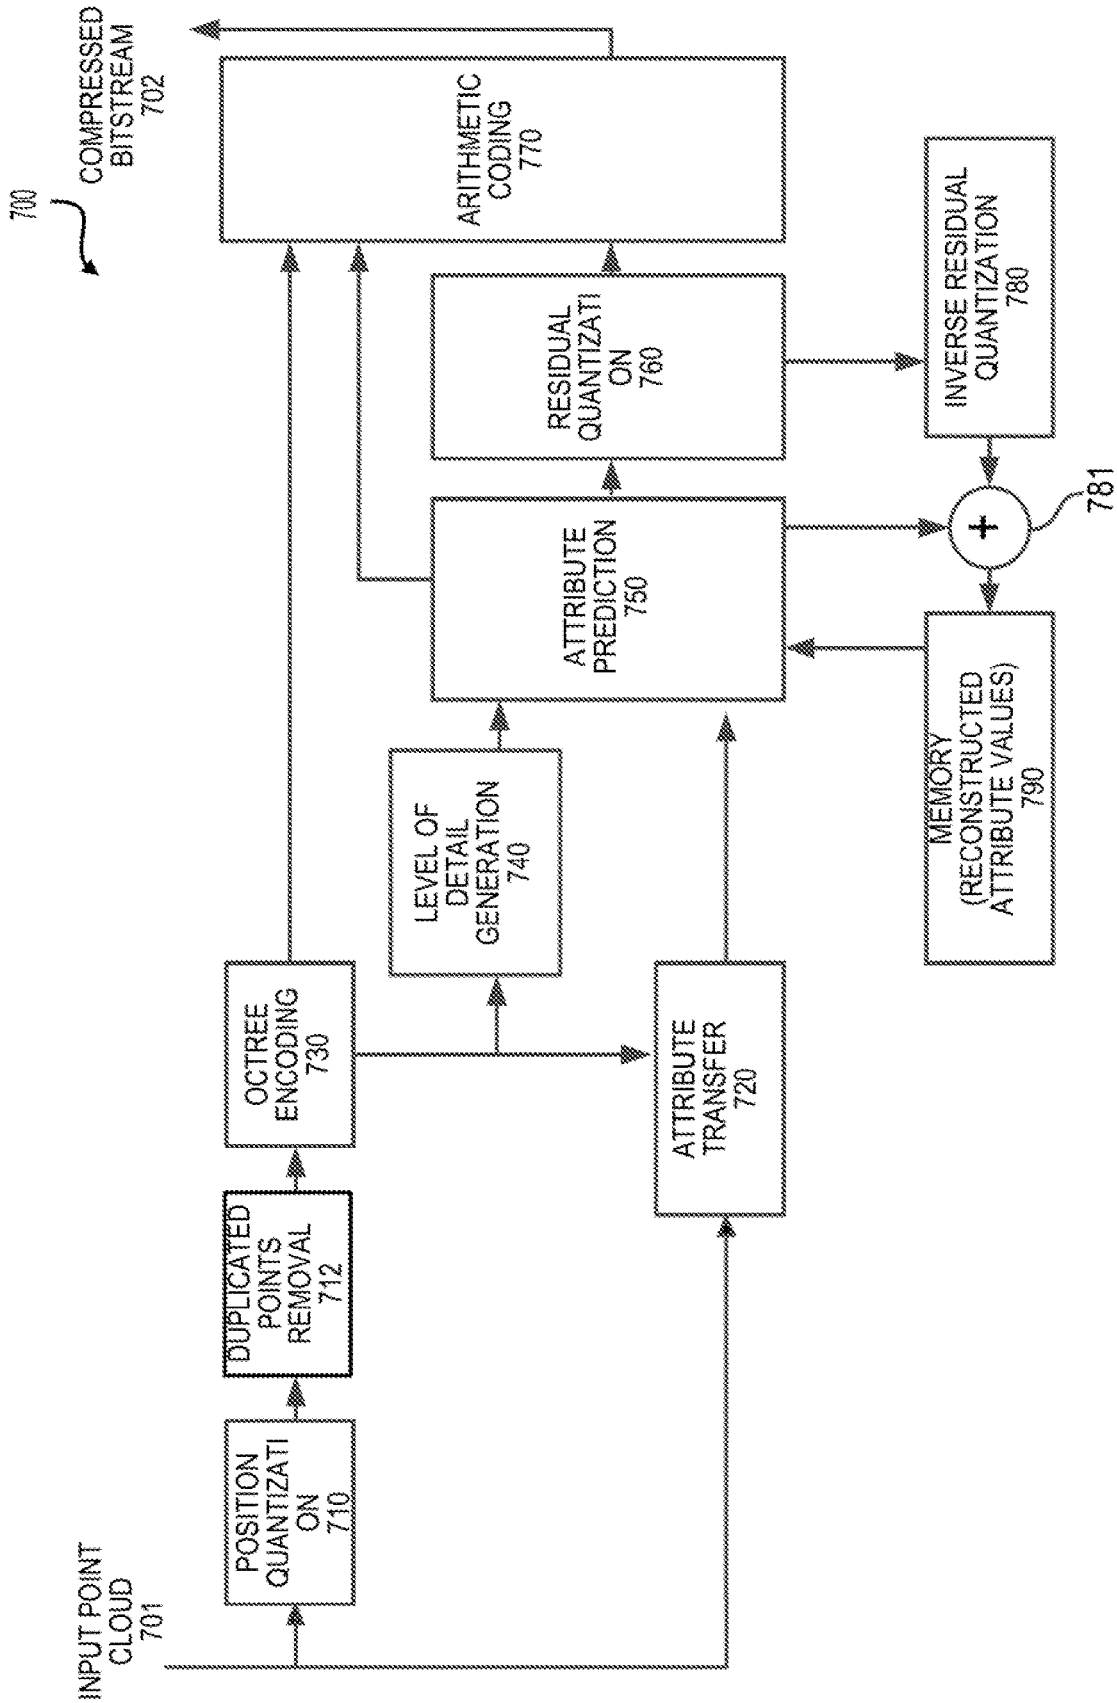 700
COMPRESSED
BITSTREAM
702
INPUT POINT
CLOUD
701
POSITION
QUANTIZATI
ON
710
DUPLICATED
POINTS
REMOVAL
712
OCTREE
ENCODING
730
ARITHMETIC
CODING
770
LEVEL OF
DETAIL
GENERATION
740
ATTRIBUTE
PREDICTION
750
RESIDUAL
QUANTIZATI
ON
760
ATTRIBUTE
TRANSFER
720
MEMORY
(RECONSTRUCTED
ATTRIBUTE VALUES)
790
+
781
INVERSE RESIDUAL
QUANTIZATION
780